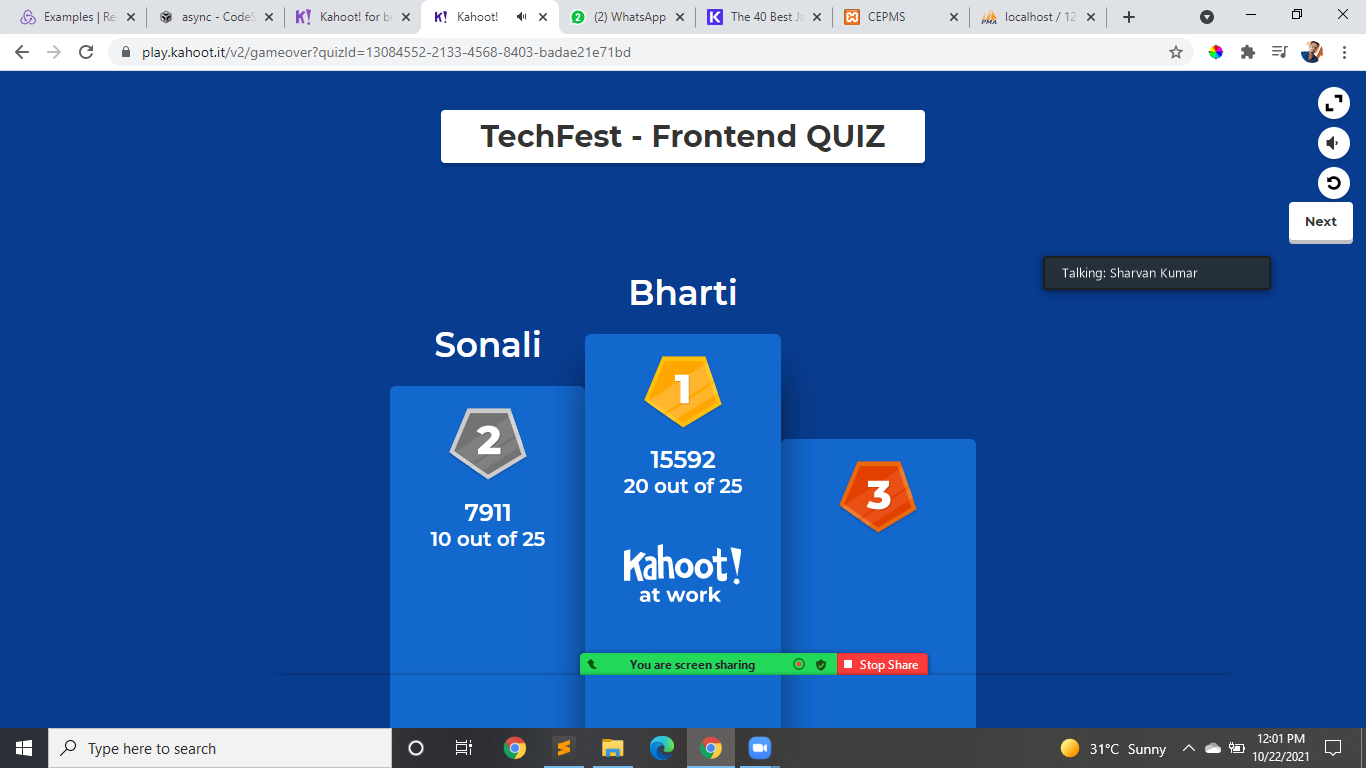 Examples | Re
async - CodeS
Kahoot! for bu
Kahoot!
(2) WhatsApp
The 40 Best Ja
CEPMS
localhost / 12
play.kahoot.it/v2/gameover?quizId=13084552-2133-4568-8403-badae21e71bd
TechFest - Frontend QUIZ
Next
Talking: Sharvan Kumar
Bharti
Sonali
1
2
15592
20 out of 25
3
7911
10 out of 25
Kahoot!
at work
You are screen sharing
Stop Share
Type here to search
31°C Sunny
12:01 PM
10/22/2021